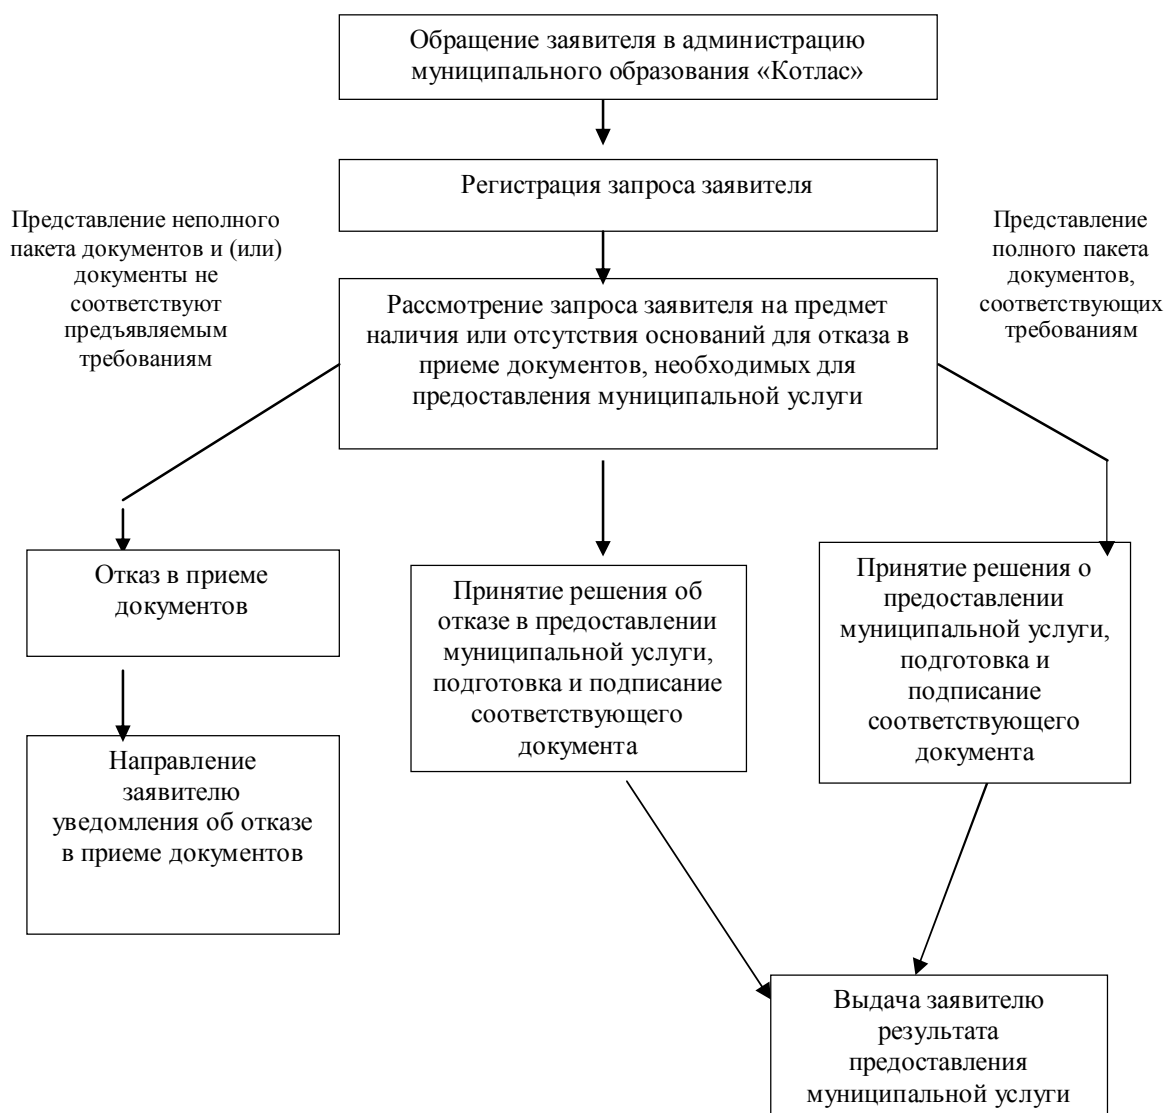 Обращение заявителя в администрацию
муниципального образования «Котлас»
Регистрация запроса заявителя
Представление неполного
пакета документов и (или)
документы не
соответствуют
предъявляемым
требованиям
Представление
полного пакета
документов,
соответствующих
требованиям
Рассмотрение запроса заявителя на предмет
наличия или отсутствия оснований для отказа в
приеме документов, необходимых для
предоставления муниципальной услуги
Отказ в приеме
документов
Принятие решения об
отказе в предоставлении
муниципальной услуги,
подготовка и подписание
соответствующего
документа
Принятие решения о
предоставлении
муниципальной услуги,
подготовка и
подписание
соответствующего
документа
Направление
заявителю
уведомления об отказе
в приеме документов
Выдача заявителю
результата
предоставления
муниципальной услуги